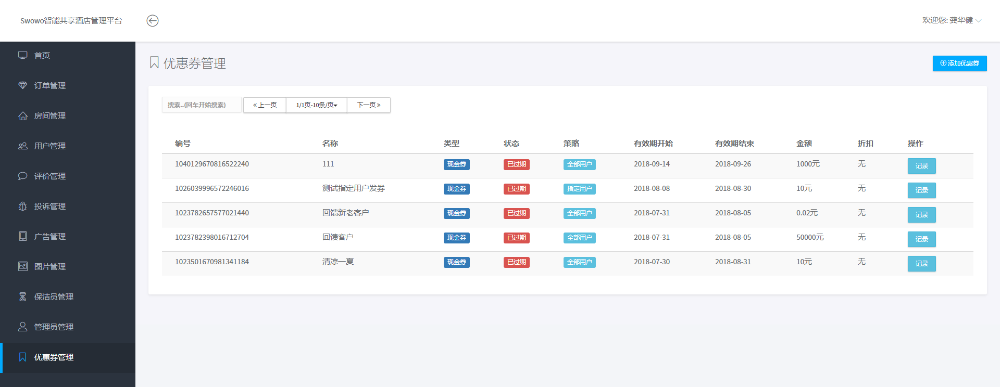 Swowo智能共享酒店管理平台
欢迎您: 龚华健
首页
订单管理
房间管理
用户管理
评价管理
投诉管理
广告管理
图片管理
保洁员管理
管理员管理
优惠券管理
优惠券管理
添加优惠券
搜索..(回车开始搜索) «上一页 1/1页-10条/页 下一页»
编号 名称 类型 状态 策略 有效期开始 有效期结束 金额 折扣 操作
1040129670816522240 111 现金券 已过期 全部用户 2018-09-14 2018-09-26 1000元 无 记录
1026039996572246016 测试指定用户发券 现金券 已过期 指定用户 2018-08-08 2018-08-30 10元 无 记录
1023782657577021440 回馈新老客户 现金券 已过期 全部用户 2018-07-31 2018-08-05 0.02元 无 记录
1023782398016712704 回馈客户 现金券 已过期 全部用户 2018-07-31 2018-08-05 50000元 无 记录
1023501670981341184 清凉一夏 现金券 已过期 全部用户 2018-07-30 2018-08-31 10元 无 记录